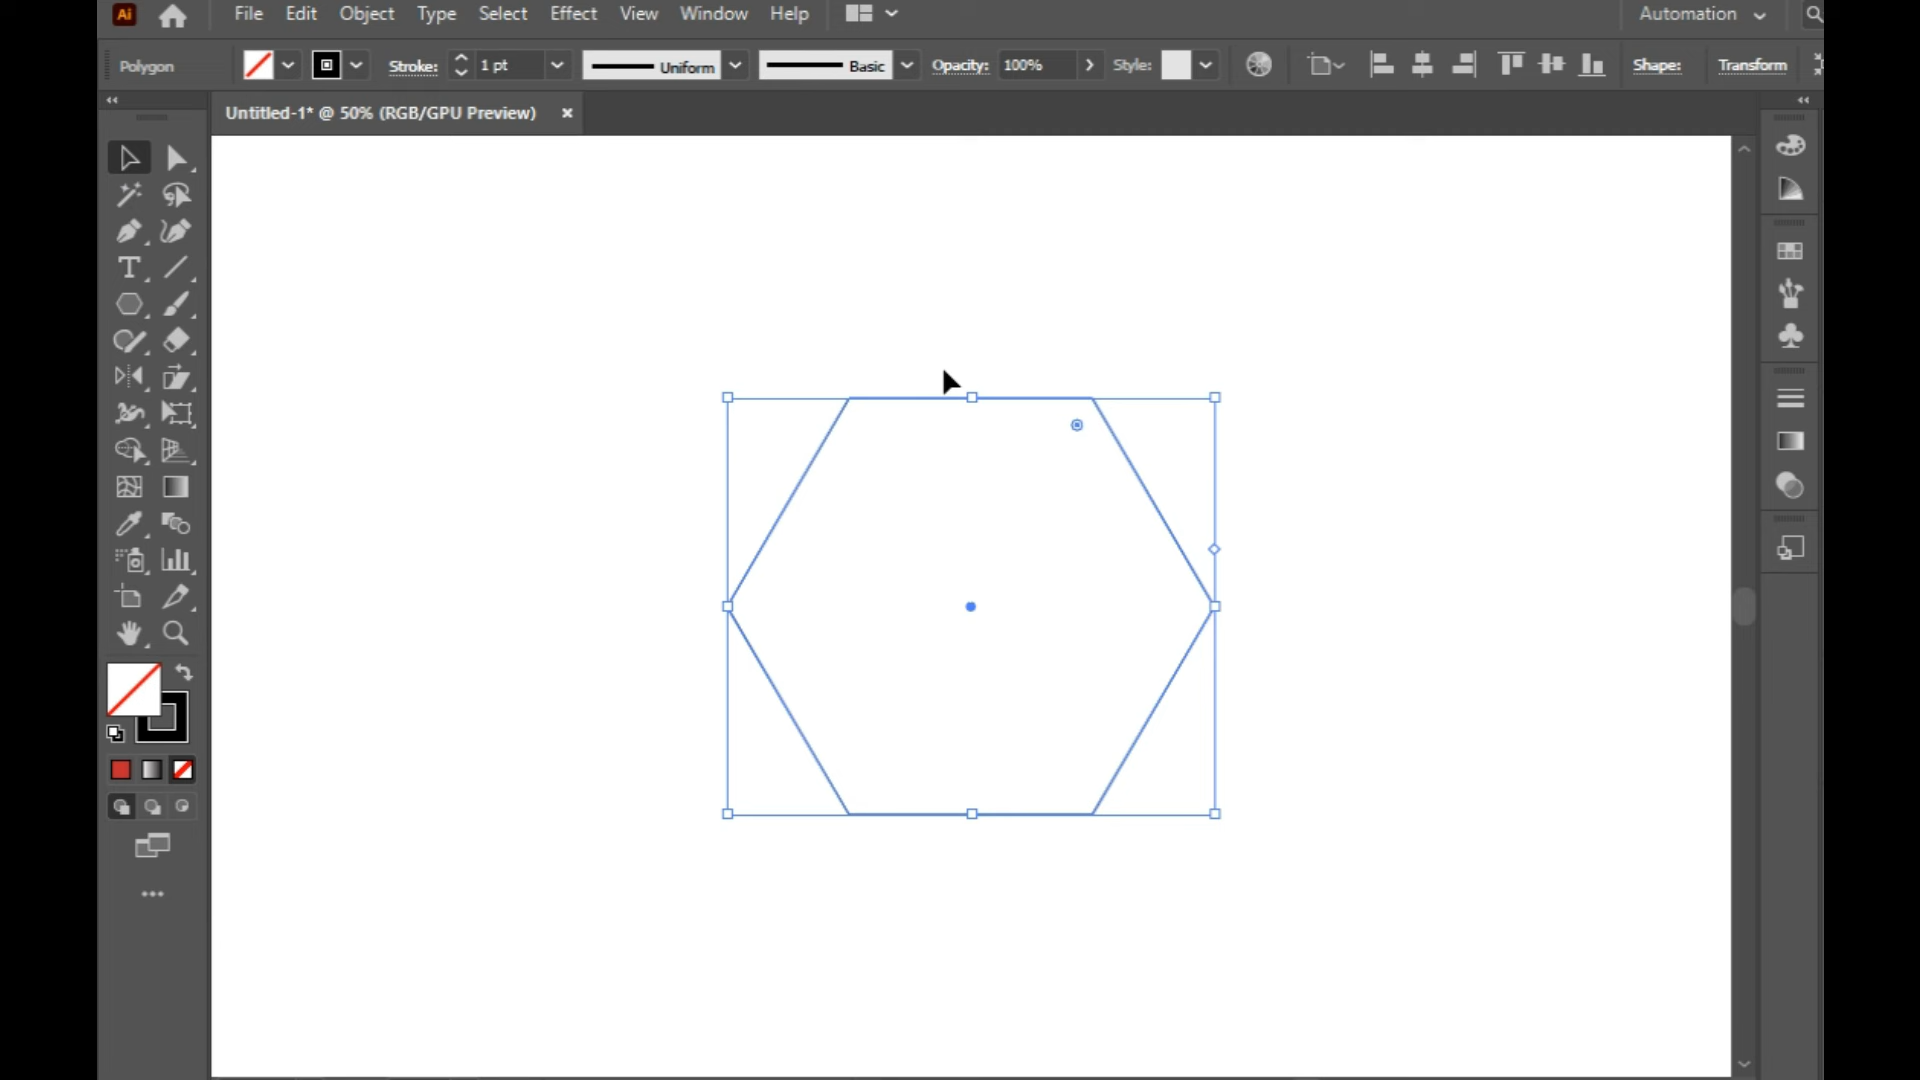 Ai File Edit Object Type Select Effect View Window Help Automation
Polygon Stroke: 1 pt Uniform Basic Opacity: 100% Style: Shape: Transform
Untitled-1* @ 50% (RGB/GPU Preview) ×